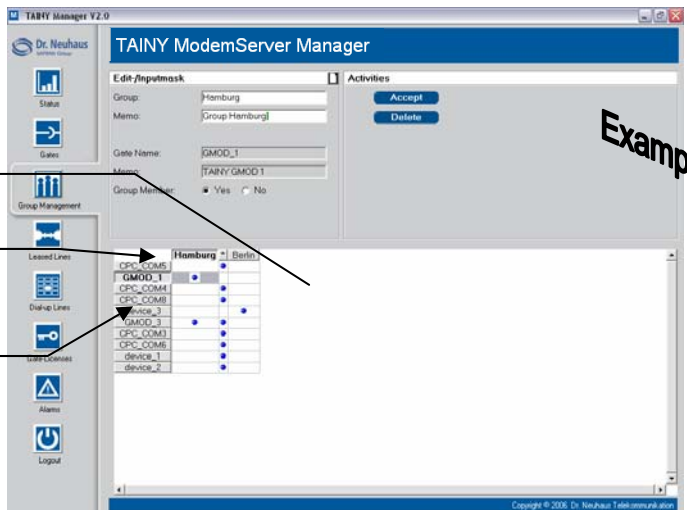 TAINY Manager V2.0
Dr. Neuhaus
TAINY ModemServer Manager
Status
Gates
Group Management
Leased Lines
Dial-up Lines
Gate-Licenses
Alarms
Logout
Edit-/Inputmask
Group: Hamburg
Memo: Group Hamburg
Gate Name: GMOD_1
Memo: TAINY GMOD 1
Group Member: Yes No
Activities
Accept
Delete
Examp
Hamburg * Berlin
CPC_COM5
GMOD_1
CPC_COM4
CPC_COM8
device_3
GMOD_3
CPC_COM3
CPC_COM6
device_1
device_2
Copyright © 2006, Dr. Neuhaus Telekommunikation